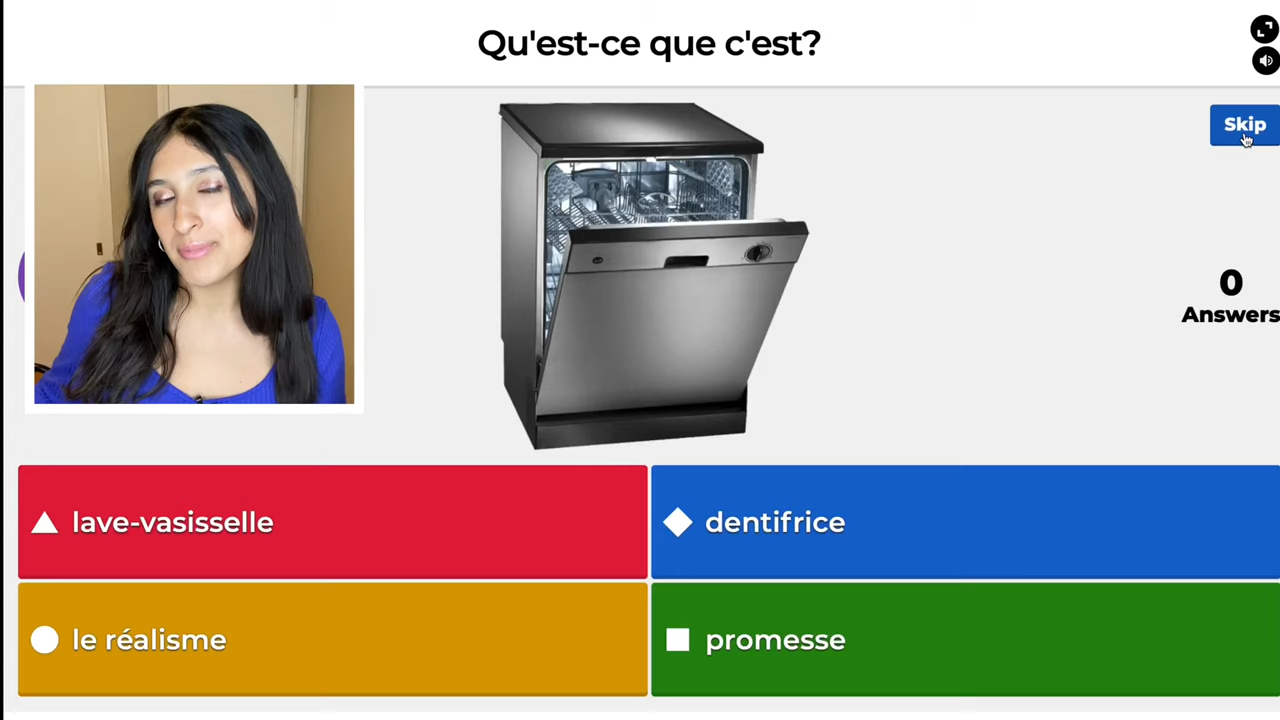 Qu'est-ce que c'est?
Skip
0
Answers
lave-vasisselle
dentifrice
le réalisme
promesse